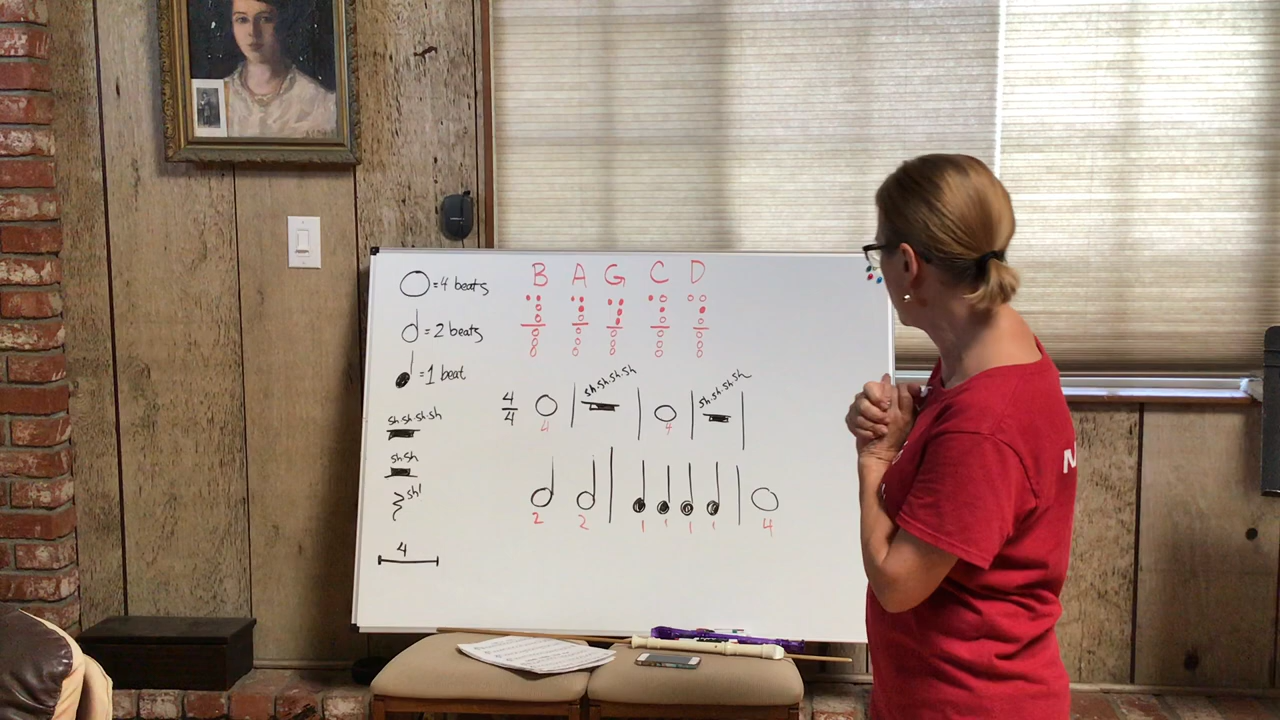 = 4 beats
= 2 beats
= 1 beat
sh.sh.sh.sh
sh sh
sh!
4
B A G C D
4/4 sh.sh.sh.sh sh.sh.sh.sh
4 4
2 2 1 1 1 1 4
M